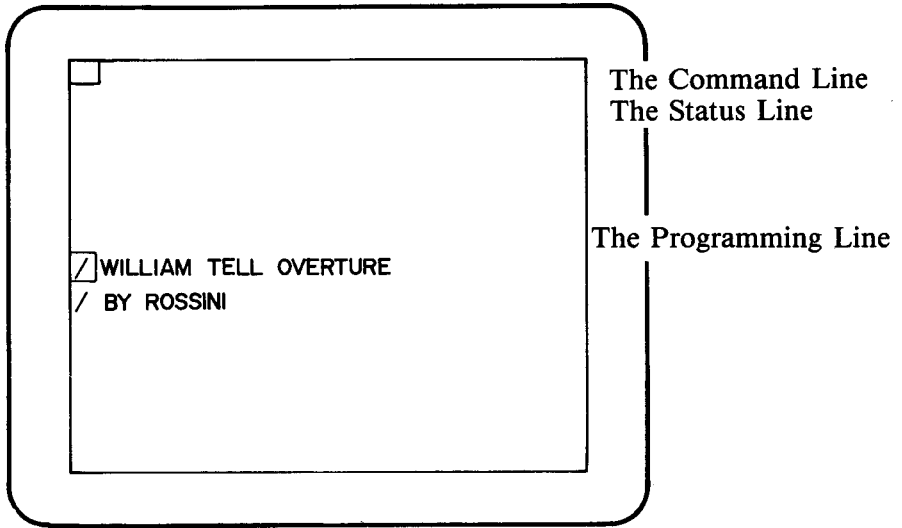 The Command Line
The Status Line
The Programming Line
/WILLIAM TELL OVERTURE
/ BY ROSSINI